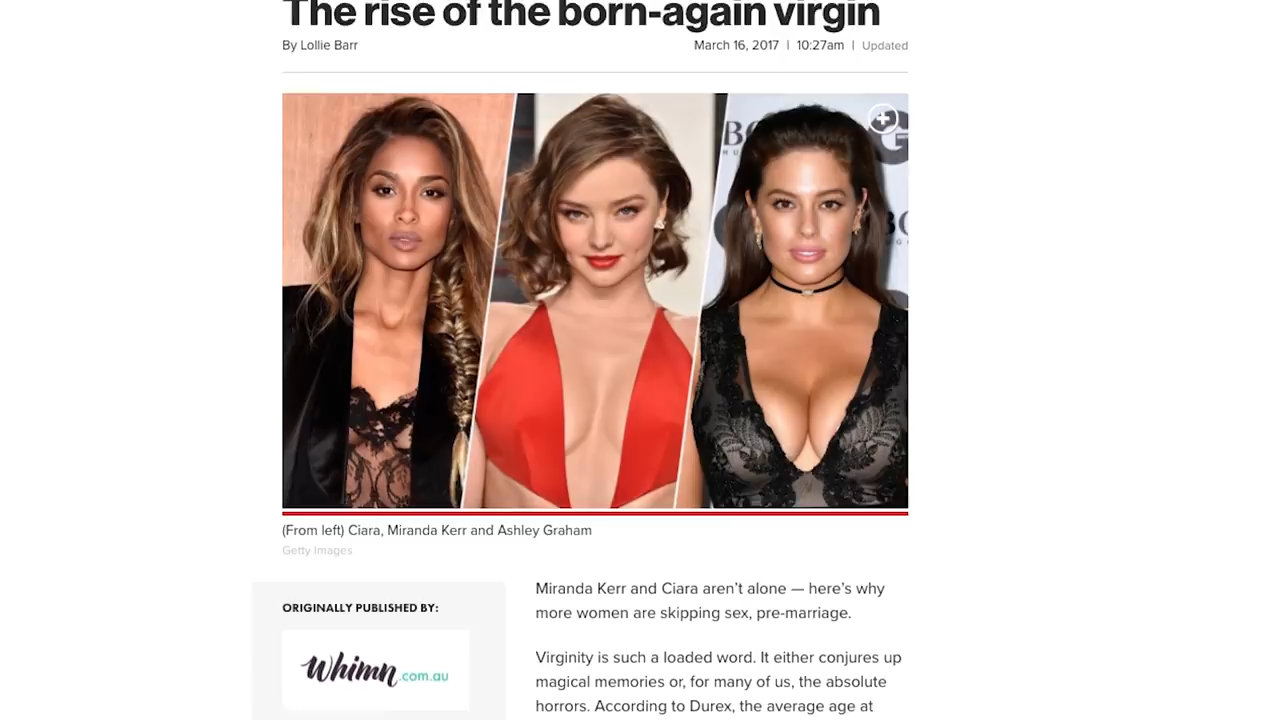 The rise of the born-again virgin
By Lollie Barr
March 16, 2017 | 10:27am | Updated
(From left) Ciara, Miranda Kerr and Ashley Graham
Getty Images
ORIGINALLY PUBLISHED BY:
Whimn.com.au
Miranda Kerr and Ciara aren’t alone — here’s why
more women are skipping sex, pre-marriage.
Virginity is such a loaded word. It either conjures up
magical memories or, for many of us, the absolute
horrors. According to Durex, the average age at